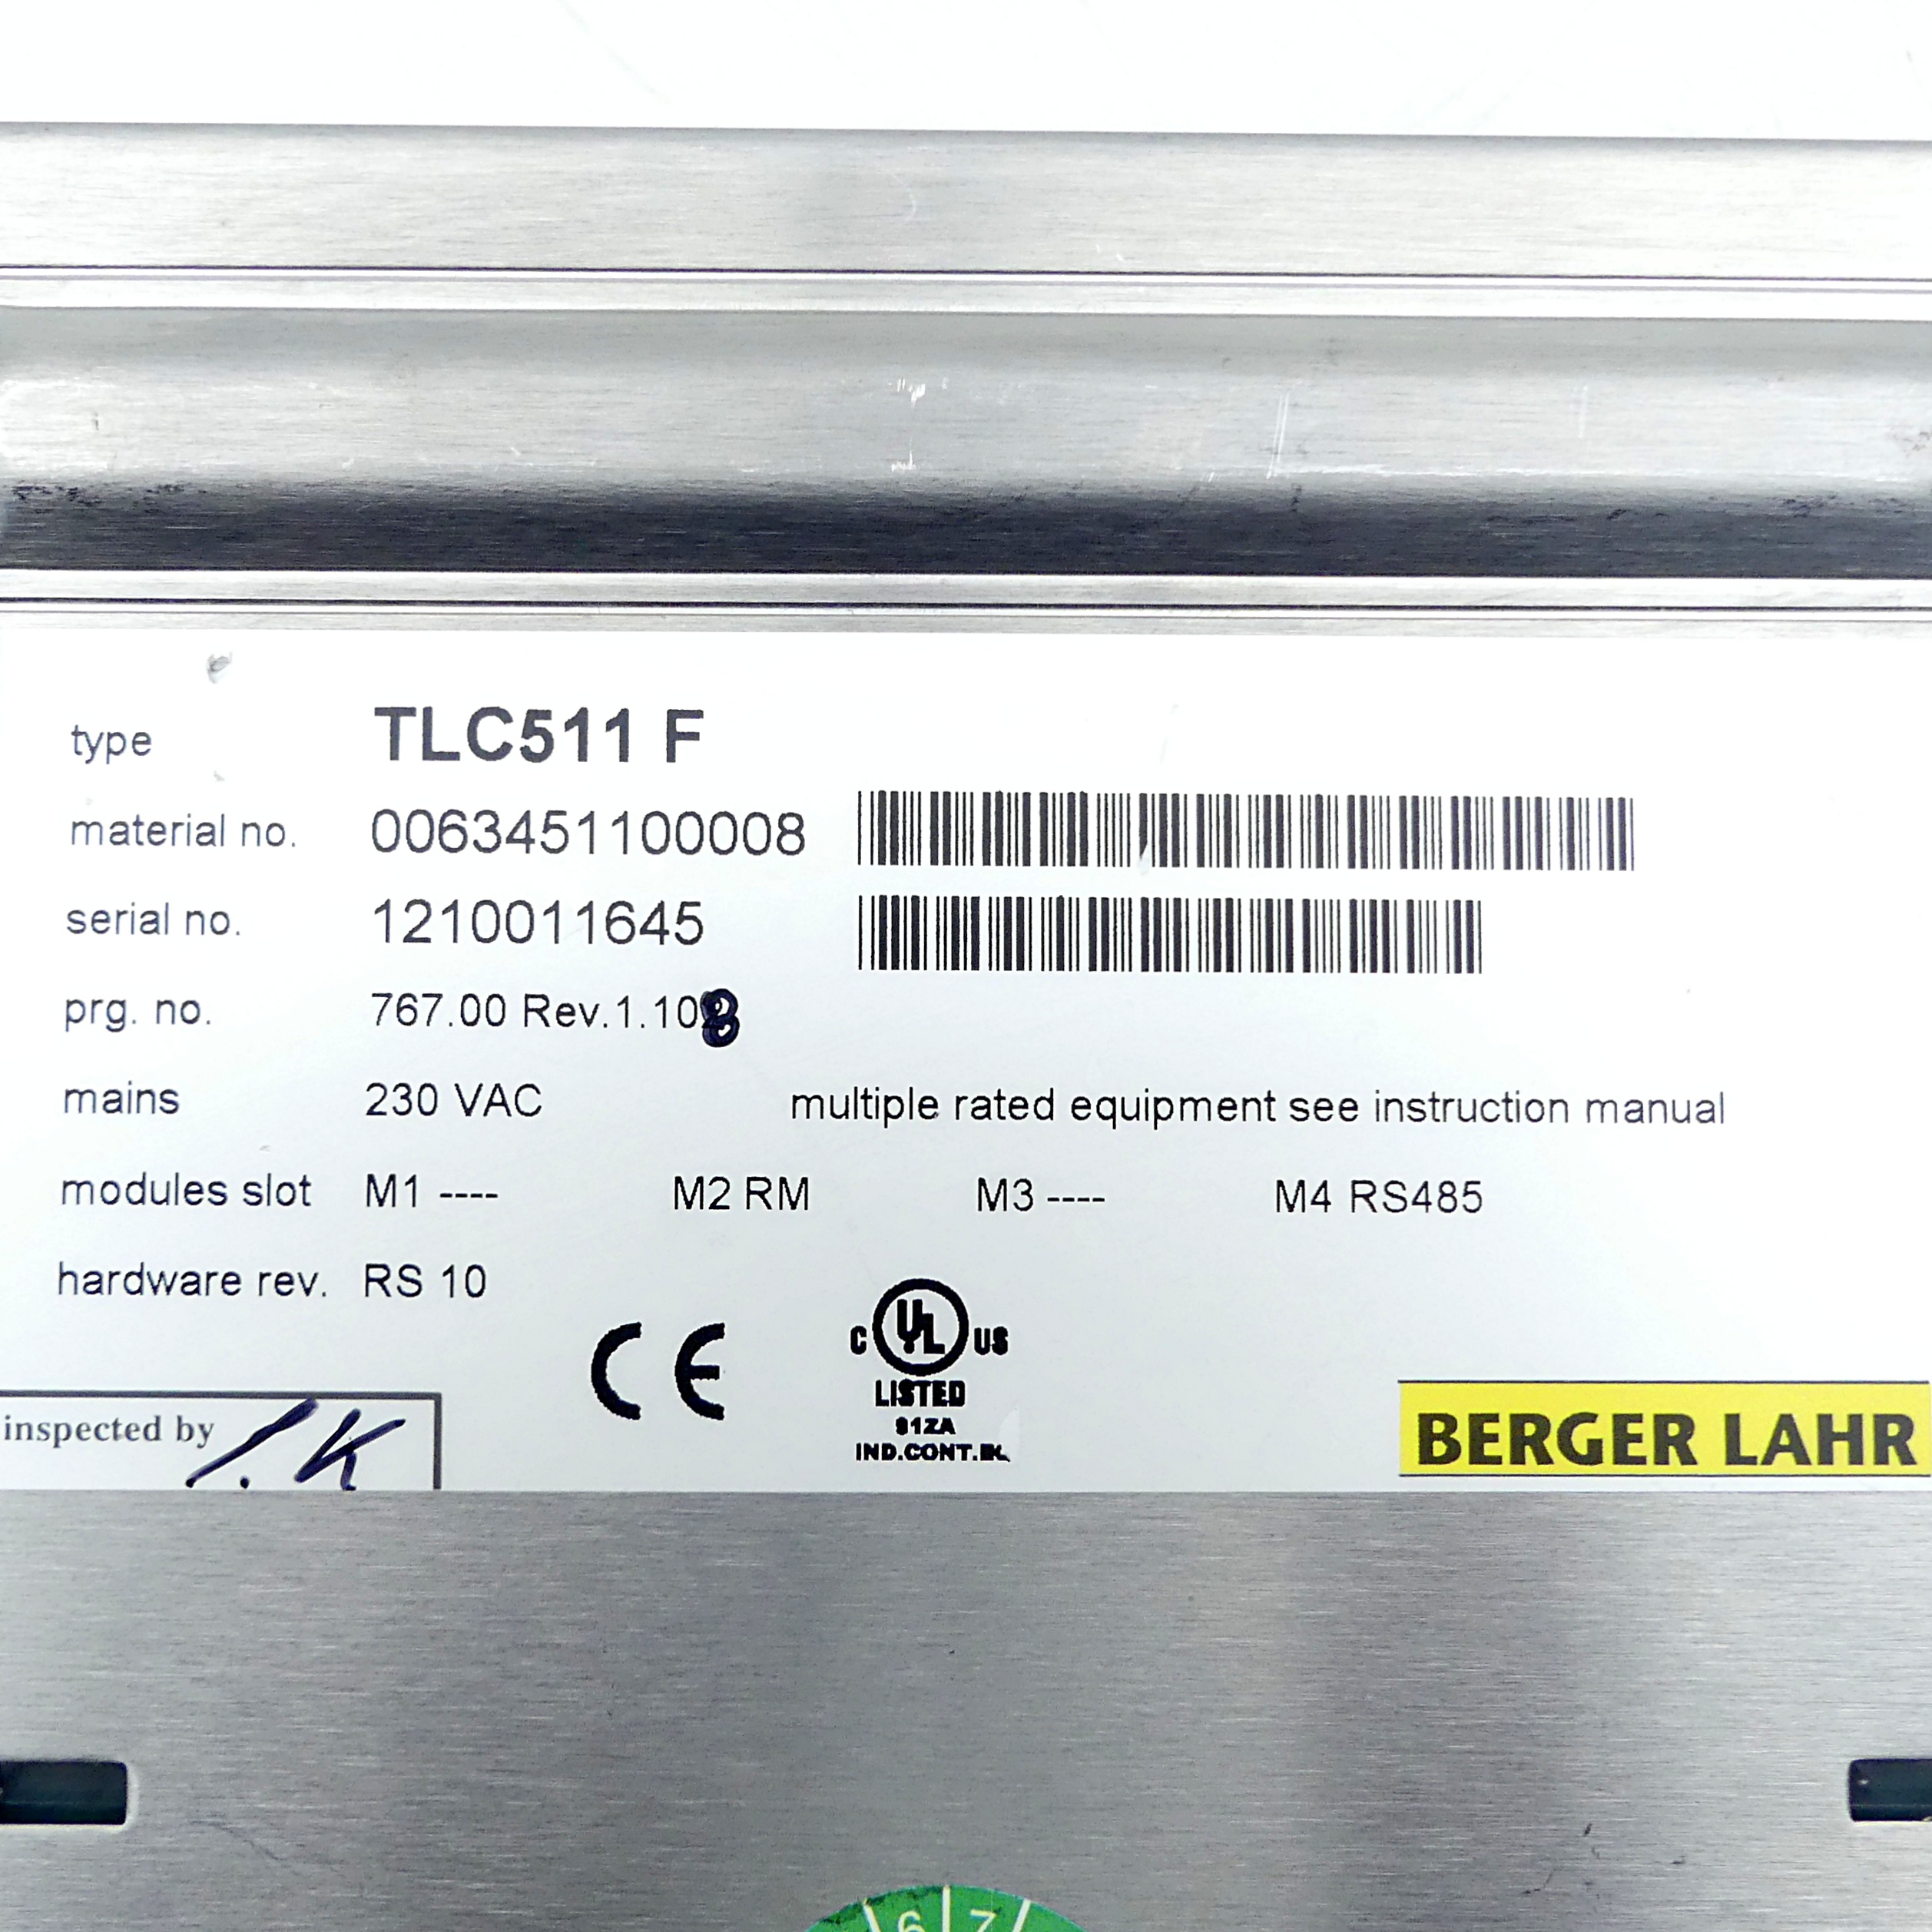 type TLC511 F
material no. 0063451100008
serial no. 1210011645
prg. no. 767.00 Rev.1.108
mains 230 VAC multiple rated equipment see instruction manual
modules slot M1 ---- M2 RM M3 ---- M4 RS485
hardware rev. RS 10
CE
C UL US
LISTED
91ZA
IND.CONT.EQ.
inspected by I.K
BERGER LAHR
6 7